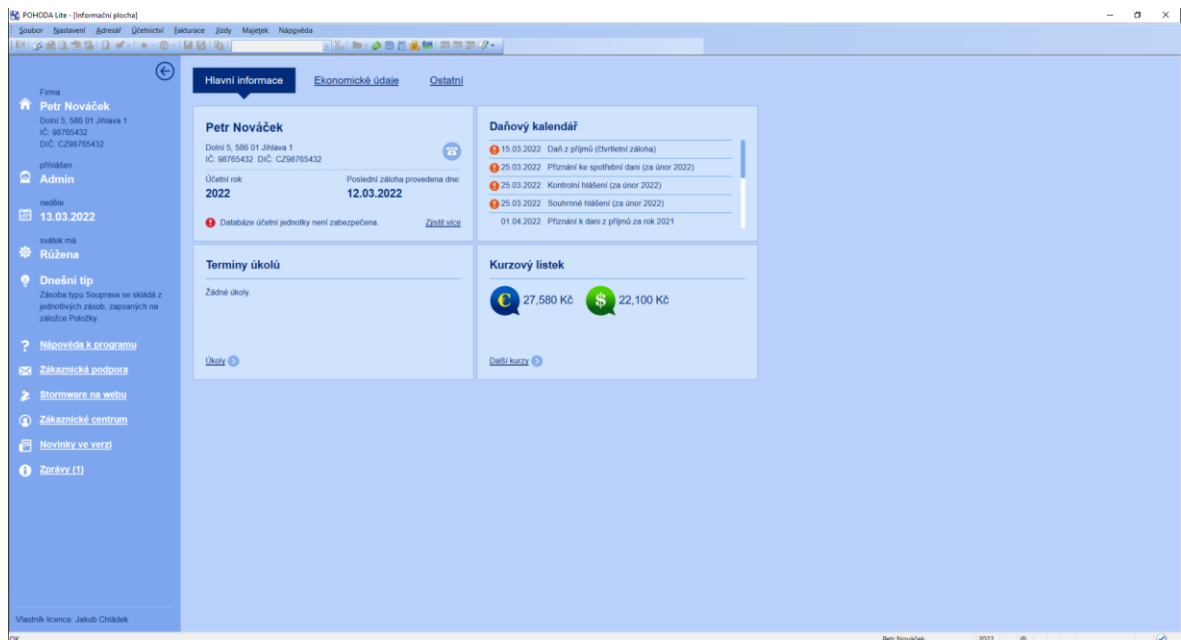 POHODA Lite - [Informační plocha]
Soubor Nastavení Adresář Účetnictví Fakturace Jízdy Majetek Nápověda
Firma
Petr Nováček
Dolní 5, 586 01 Jihlava 1
IČ: 98765432
DIČ: CZ98765432
přihlášen
Admin
neděle
13.03.2022
svátek má
Růžena
Dnešní tip
Zásoba typu Souprava se skládá z
jednotlivých zásob, zapsaných na
záložce Položky.
Nápověda k programu
Zákaznická podpora
Stormware na webu
Zákaznické centrum
Novinky ve verzi
Zprávy (1)
Vlastník licence: Jakub Chládek
Hlavní informace Ekonomické údaje Ostatní
Petr Nováček
Dolní 5, 586 01 Jihlava 1
IČ: 98765432 DIČ: CZ98765432
Účetní rok Poslední záloha provedena dne:
2022 12.03.2022
Databáze účetní jednotky není zabezpečena. Zjistit více
Daňový kalendář
15.03.2022 Daň z příjmů (čtvrtletní záloha)
25.03.2022 Přiznání ke spotřební dani (za únor 2022)
25.03.2022 Kontrolní hlášení (za únor 2022)
25.03.2022 Souhrnné hlášení (za únor 2022)
01.04.2022 Přiznání k dani z příjmů za rok 2021
Termíny úkolů
Žádné úkoly.
Úkoly
Kurzový lístek
€ 27,580 Kč $ 22,100 Kč
Další kurzy
OK Petr Nováček 2022